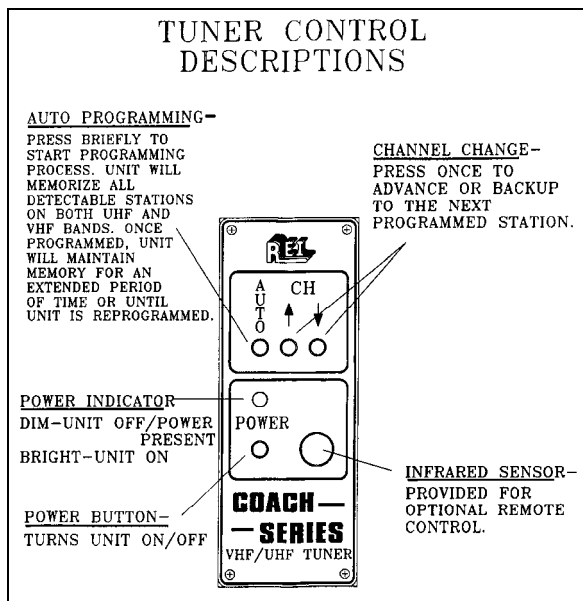 TUNER CONTROL
DESCRIPTIONS
AUTO PROGRAMMING-
PRESS BRIEFLY TO
START PROGRAMMING
PROCESS. UNIT WILL
MEMORIZE ALL
DETECTABLE STATIONS
ON BOTH UHF AND
VHF BANDS. ONCE
PROGRAMMED, UNIT
WILL MAINTAIN
MEMORY FOR AN
EXTENDED PERIOD
OF TIME OR UNTIL
UNIT IS REPROGRAMMED.
CHANNEL CHANGE-
PRESS ONCE TO
ADVANCE OR BACKUP
TO THE NEXT
PROGRAMMED STATION.
REI
AUTO
CH
POWER INDICATOR
DIM-UNIT OFF/POWER
PRESENT
BRIGHT-UNIT ON
POWER
POWER BUTTON-
TURNS UNIT ON/OFF
INFRARED SENSOR-
PROVIDED FOR
OPTIONAL REMOTE
CONTROL.
COACH-
-SERIES
VHF/UHF TUNER